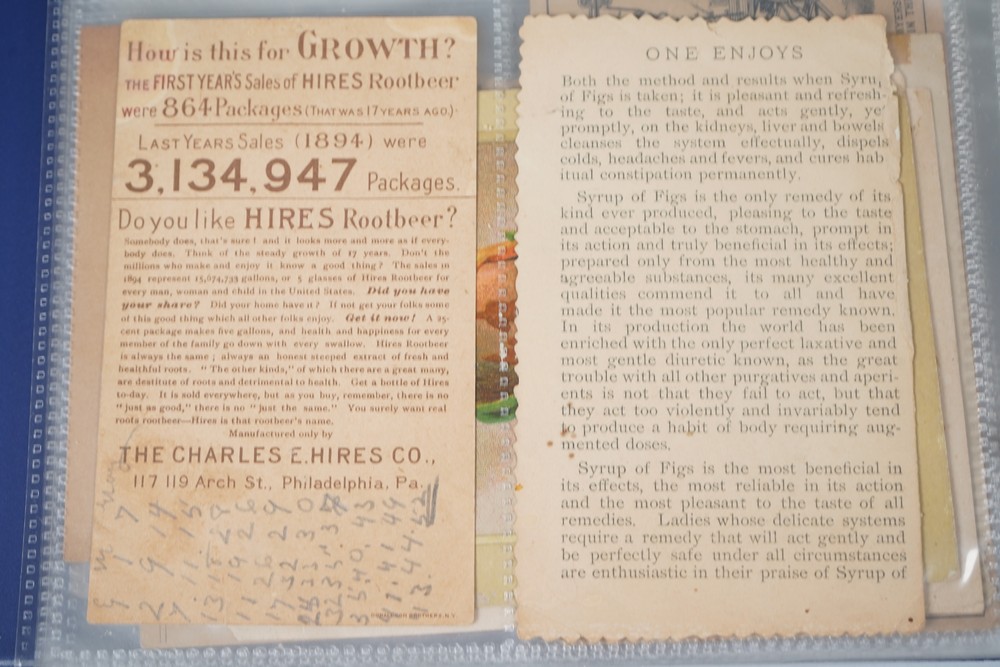 How is this for GROWTH?
THE FIRST YEAR'S Sales of HIRES Rootbeer
were 864 Packages (THAT WAS 17 YEARS AGO.)
LAST YEARS SALES (1894) were
3,134,947 Packages.
Do you like HIRES Rootbeer?
Somebody does, that's sure! and it looks more and more as if every-
body does. Think of the steady growth of 17 years. Don't the
millions who make and enjoy it know a good thing? The sales in
1894 represent 15,674,735 gallons, or 5 glasses of Hires Rootbeer for
every man, woman and child in the United States. Did you have
your share? Did your home have it? If not get your folks some
of this good thing which all other folks enjoy. Get it now! A 25-
cent package makes five gallons, and health and happiness for every
member of the family go down with every swallow. Hires Rootbeer
is always the same; always an honest steeped extract of fresh and
healthful roots. "The other kinds," of which there are a great many,
are destitute of roots and detrimental to health. Get a bottle of Hires
to-day. It is sold everywhere, but as you buy, remember, there is no
"just as good," there is no "just the same." You surely want real
roots rootbeer—Hires is that rootbeer's name.
Manufactured only by
THE CHARLES E. HIRES CO.,
117 119 Arch St., Philadelphia, Pa.
ONE ENJOYS
Both the method and results when Syru
of Figs is taken; it is pleasant and refresh-
ing to the taste, and acts gently, ye
promptly, on the kidneys, liver and bowels
cleanses the system effectually, dispels
colds, headaches and fevers, and cures hab
itual constipation permanently.
Syrup of Figs is the only remedy of its
kind ever produced, pleasing to the taste
and acceptable to the stomach, prompt in
its action and truly beneficial in its effects;
prepared only from the most healthy and
agreeable substances, its many excellent
qualities commend it to all and have
made it the most popular remedy known.
In its production the world has been
enriched with the only perfect laxative and
most gentle diuretic known, as the great
trouble with all other purgatives and aperi-
ents is not that they fail to act, but that
they act too violently and invariably tend
to produce a habit of body requiring aug-
mented doses.
Syrup of Figs is the most beneficial in
its effects, the most reliable in its action
and the most pleasant to the taste of all
remedies. Ladies whose delicate systems
require a remedy that will act gently and
be perfectly safe under all circumstances
are enthusiastic in their praise of Syrup of